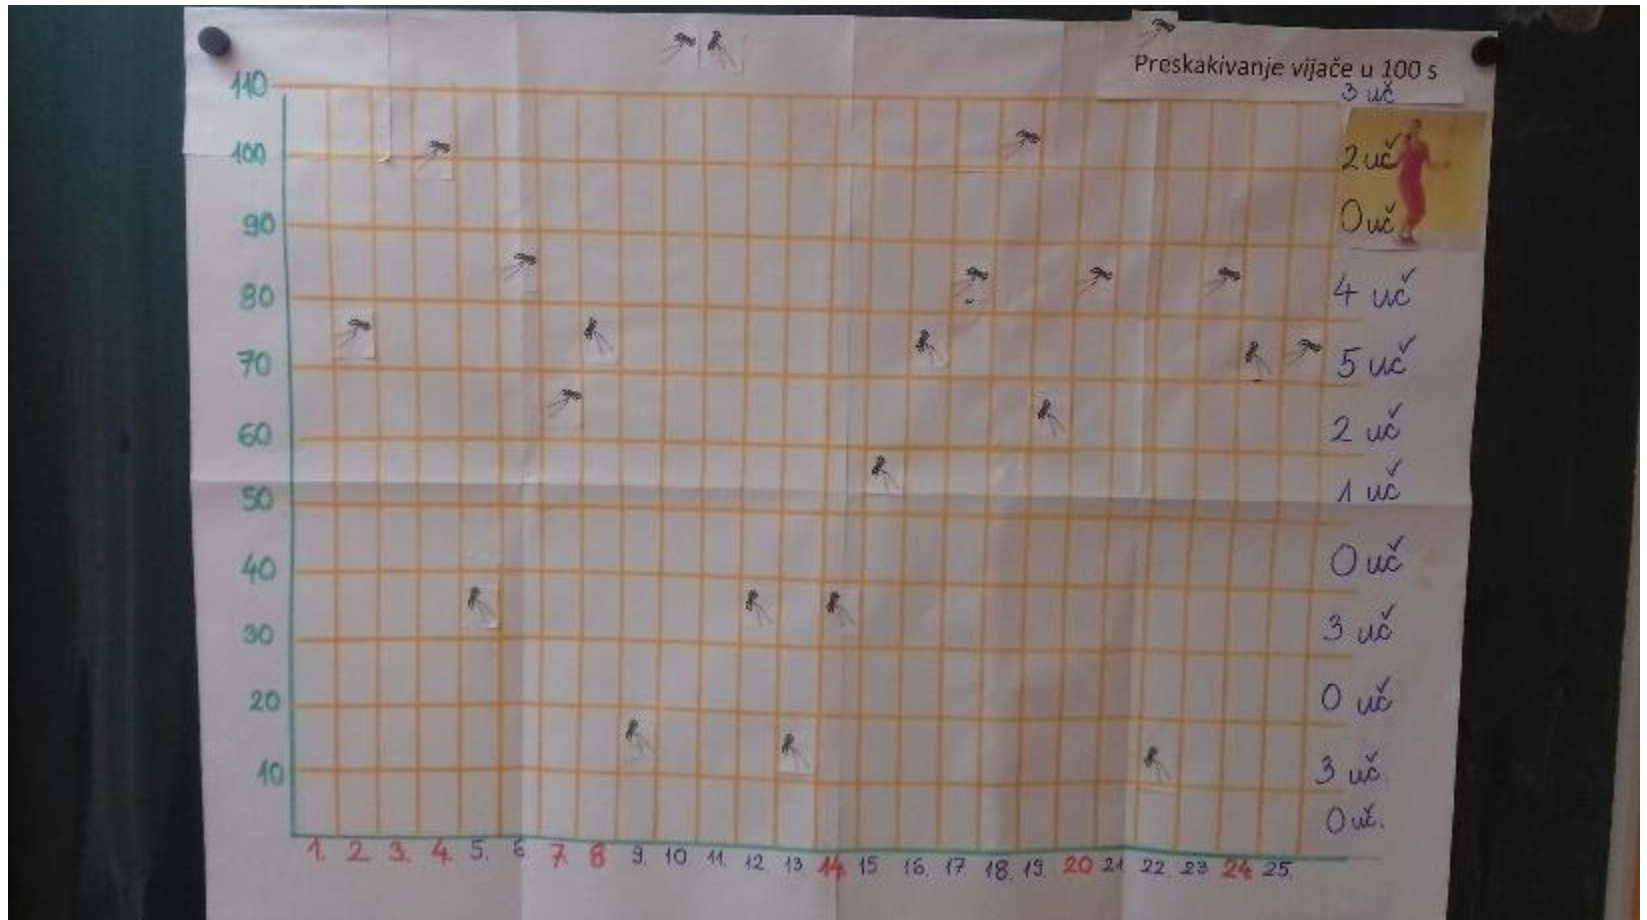 Preskakivanje vijače u 100 s
110
3 uč
100
2 uč
90
0 uč
80
4 uč
70
5 uč
60
2 uč
50
1 uč
40
0 uč
30
3 uč
20
0 uč
10
3 uč.
0 uč.
1. 2. 3. 4. 5. 6 7. 8 9. 10 11. 12. 13 14. 15 16. 17. 18. 19. 20 21 22. 23 24 25.